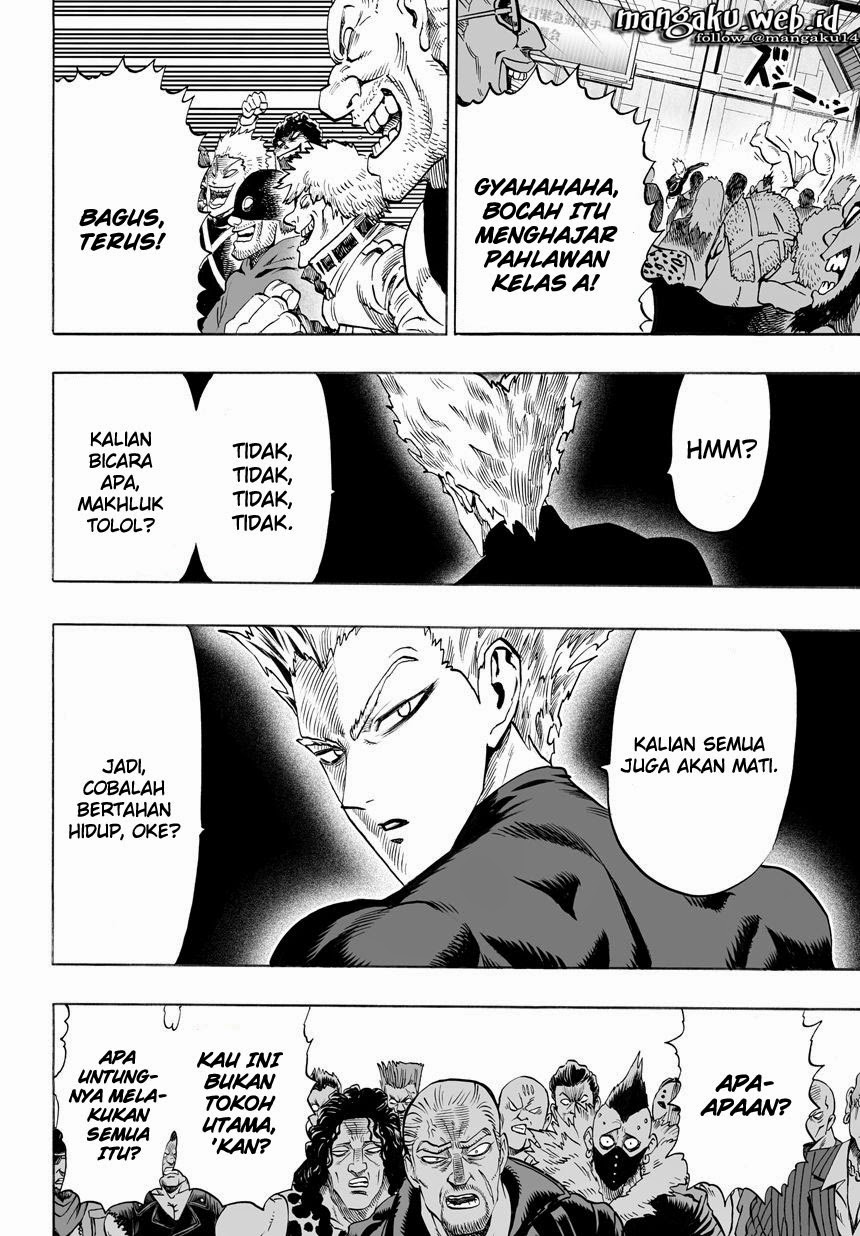 mangaku.web.id
follow_@mangaku14
GYAHAHAHA,
BOCAH ITU
MENGHAJAR
PAHLAWAN
KELAS A!
BAGUS,
TERUS!
HMM?
TIDAK,
TIDAK,
TIDAK,
TIDAK.
KALIAN
BICARA
APA,
MAKHLUK
TOLOL?
KALIAN SEMUA
JUGA AKAN MATI.
JADI,
COBALAH
BERTAHAN
HIDUP, OKE?
APA-
APAAN?
KAU INI
BUKAN
TOKOH
UTAMA,
'KAN?
APA
UNTUNG-
NYA MELA-
KUKAN
SEMUA
ITU?